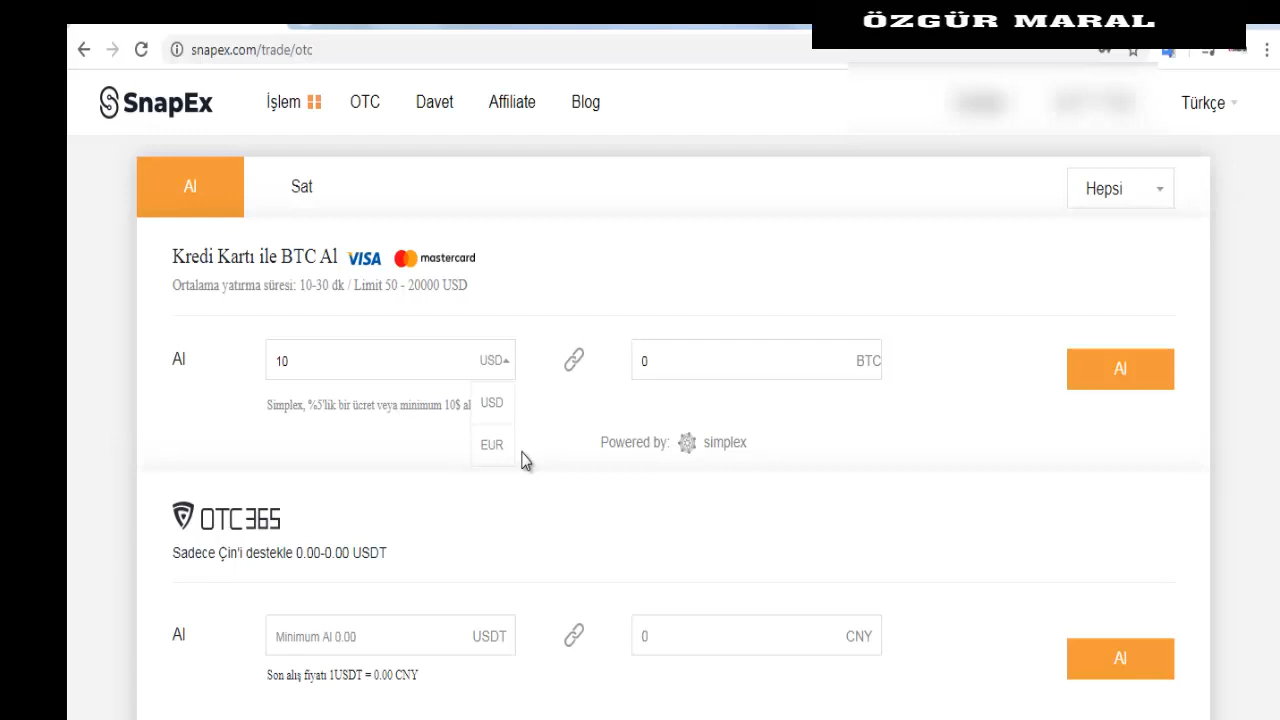 ÖZGÜR MARAL
snapex.com/trade/otc
SnapEx
İşlem
OTC
Davet
Affiliate
Blog
Türkçe
Al
Sat
Hepsi
Kredi Kartı ile BTC Al VISA mastercard
Ortalama yatırma süresi: 10-30 dk / Limit 50 - 20000 USD
Al
10
USD
0
BTC
Al
Simplex, %5'lik bir ücret veya minimum 10$ al
USD
EUR
Powered by: simplex
OTC365
Sadece Çin'i destekle 0.00-0.00 USDT
Al
Minimum Al 0.00
USDT
0
CNY
Al
Son alış fiyatı 1USDT = 0.00 CNY